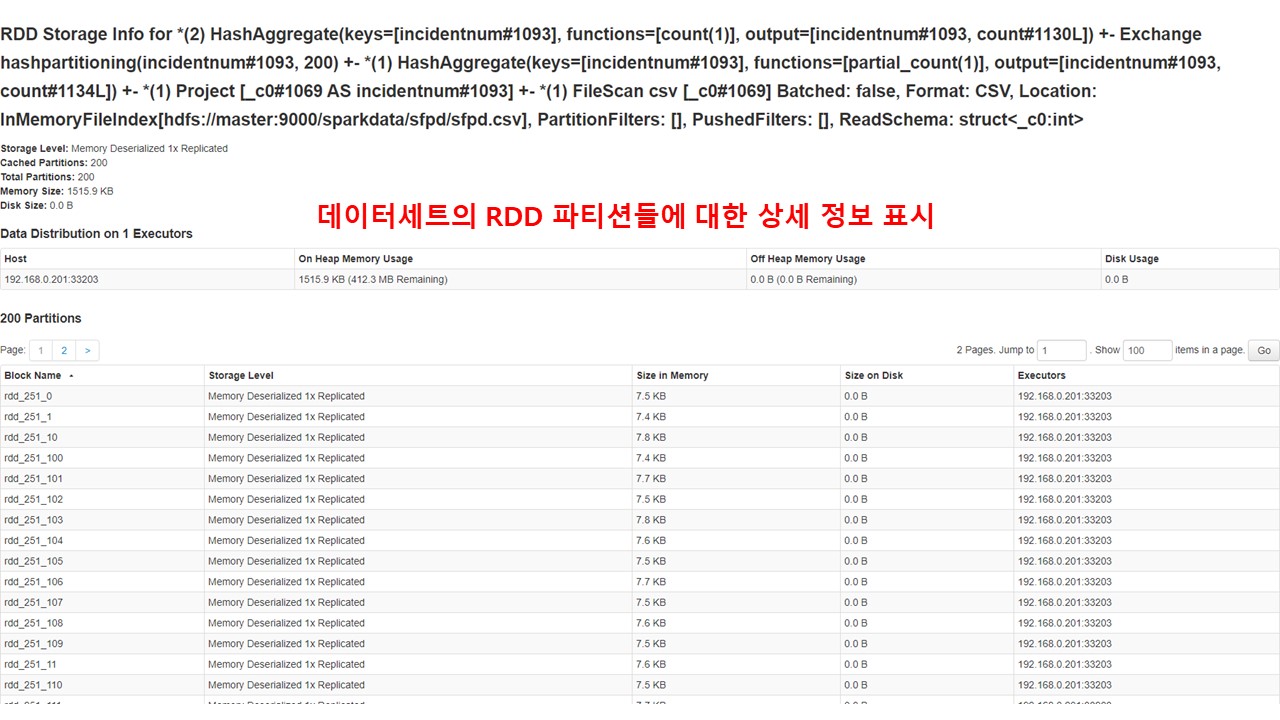 RDD Storage Info for *(2) HashAggregate(keys=[incidentnum#1093], functions=[count(1)], output=[incidentnum#1093, count#1130L]) +- Exchange
hashpartitioning(incidentnum#1093, 200) +- *(1) HashAggregate(keys=[incidentnum#1093], functions=[partial_count(1)], output=[incidentnum#1093,
count#1134L]) +- *(1) Project [_c0#1069 AS incidentnum#1093] +- *(1) FileScan csv [_c0#1069] Batched: false, Format: CSV, Location:
InMemoryFileIndex[hdfs://master:9000/sparkdata/sfpd/sfpd.csv], PartitionFilters: [], PushedFilters: [], ReadSchema: struct<_c0:int>
Storage Level: Memory Deserialized 1x Replicated
Cached Partitions: 200
Total Partitions: 200
Memory Size: 1515.9 KB
Disk Size: 0.0 B
데이터세트의 RDD 파티션들에 대한 상세 정보 표시
Data Distribution on 1 Executors
Host On Heap Memory Usage Off Heap Memory Usage Disk Usage
192.168.0.201:33203 1515.9 KB (412.3 MB Remaining) 0.0 B (0.0 B Remaining) 0.0 B
200 Partitions
Page: 1 2 > 2 Pages. Jump to 1 . Show 100 items in a page. Go
Block Name Storage Level Size in Memory Size on Disk Executors
rdd_251_0 Memory Deserialized 1x Replicated 7.5 KB 0.0 B 192.168.0.201:33203
rdd_251_1 Memory Deserialized 1x Replicated 7.4 KB 0.0 B 192.168.0.201:33203
rdd_251_10 Memory Deserialized 1x Replicated 7.8 KB 0.0 B 192.168.0.201:33203
rdd_251_100 Memory Deserialized 1x Replicated 7.4 KB 0.0 B 192.168.0.201:33203
rdd_251_101 Memory Deserialized 1x Replicated 7.7 KB 0.0 B 192.168.0.201:33203
rdd_251_102 Memory Deserialized 1x Replicated 7.5 KB 0.0 B 192.168.0.201:33203
rdd_251_103 Memory Deserialized 1x Replicated 7.8 KB 0.0 B 192.168.0.201:33203
rdd_251_104 Memory Deserialized 1x Replicated 7.6 KB 0.0 B 192.168.0.201:33203
rdd_251_105 Memory Deserialized 1x Replicated 7.5 KB 0.0 B 192.168.0.201:33203
rdd_251_106 Memory Deserialized 1x Replicated 7.7 KB 0.0 B 192.168.0.201:33203
rdd_251_107 Memory Deserialized 1x Replicated 7.5 KB 0.0 B 192.168.0.201:33203
rdd_251_108 Memory Deserialized 1x Replicated 7.6 KB 0.0 B 192.168.0.201:33203
rdd_251_109 Memory Deserialized 1x Replicated 7.5 KB 0.0 B 192.168.0.201:33203
rdd_251_11 Memory Deserialized 1x Replicated 7.6 KB 0.0 B 192.168.0.201:33203
rdd_251_110 Memory Deserialized 1x Replicated 7.5 KB 0.0 B 192.168.0.201:33203